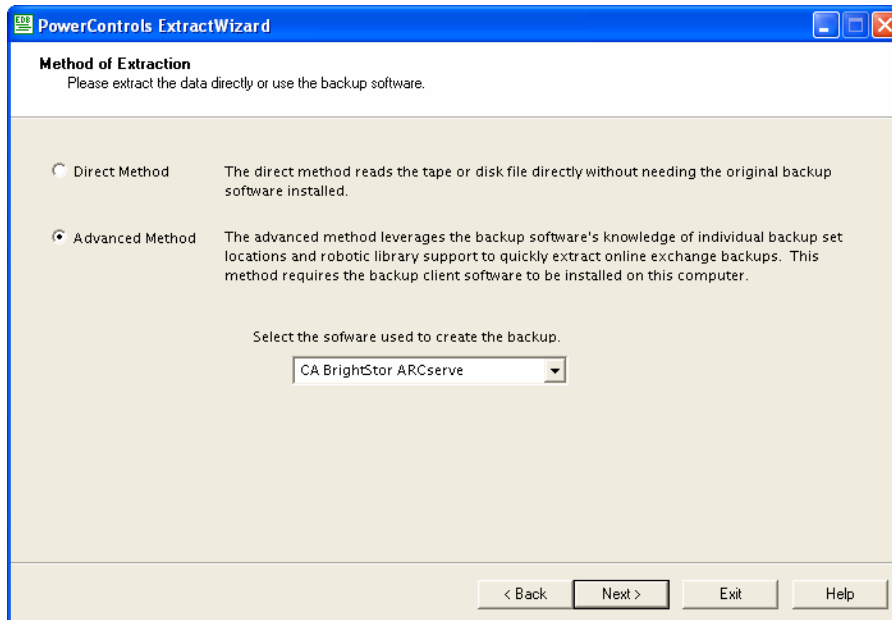 EDB
PowerControls ExtractWizard
Method of Extraction
Please extract the data directly or use the backup software.
Direct Method
The direct method reads the tape or disk file directly without needing the original backup
software installed.
Advanced Method
The advanced method leverages the backup software's knowledge of individual backup set
locations and robotic library support to quickly extract online exchange backups. This
method requires the backup client software to be installed on this computer.
Select the sofware used to create the backup.
CA BrightStor ARCserve
< Back
Next >
Exit
Help